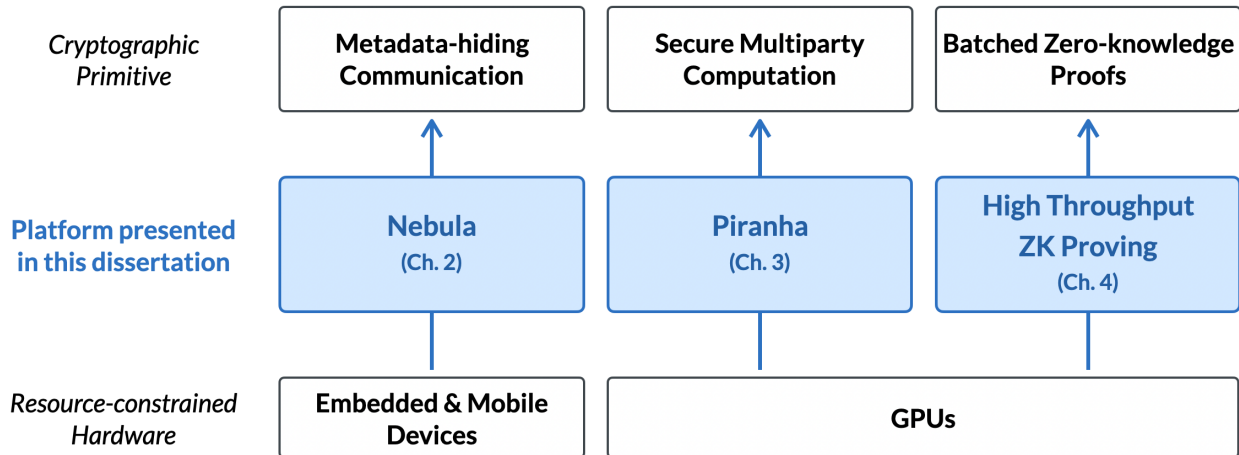 Cryptographic
Primitive
Metadata-hiding
Communication
Secure Multiparty
Computation
Batched Zero-knowledge
Proofs
Platform presented
in this dissertation
Nebula
(Ch. 2)
Piranha
(Ch. 3)
High Throughput
ZK Proving
(Ch. 4)
Resource-constrained
Hardware
Embedded & Mobile
Devices
GPUs